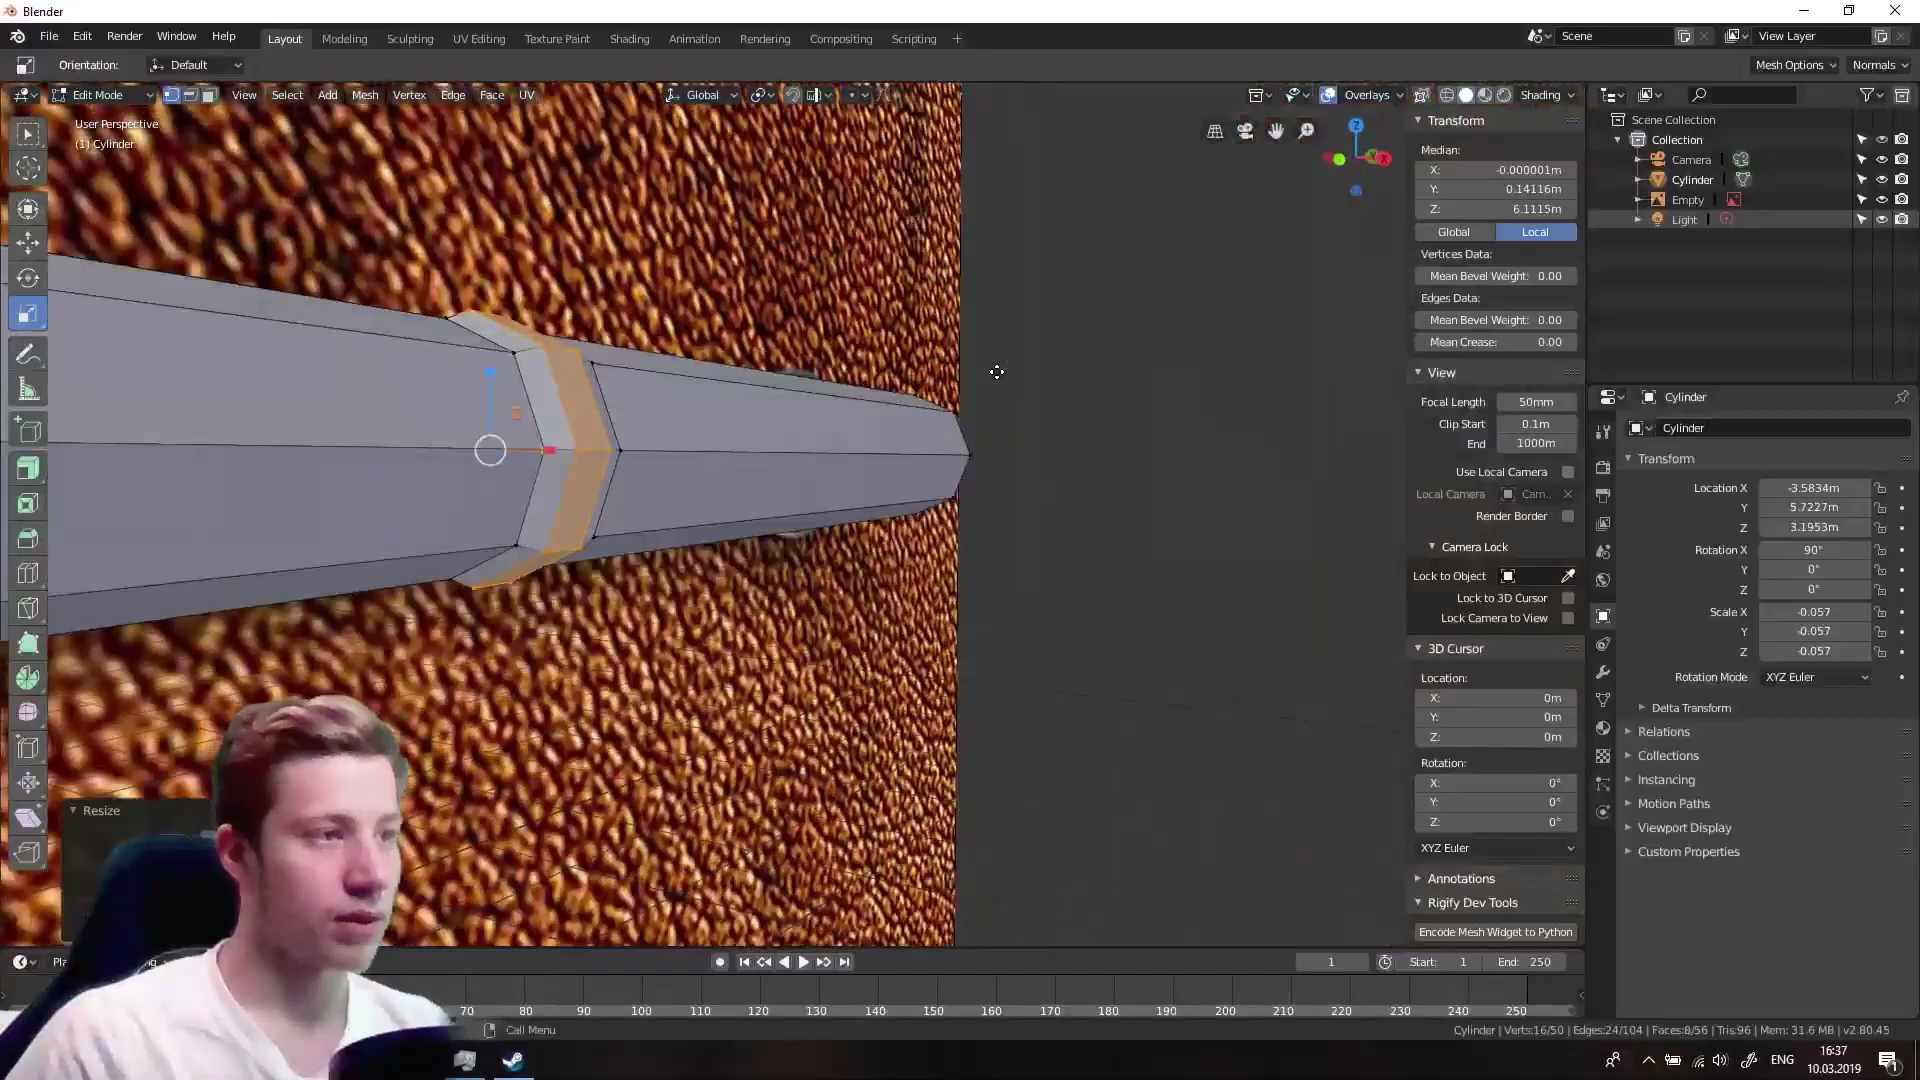 Blender
File Edit Render Window Help Layout Modeling Sculpting UV Editing Texture Paint Shading Animation Rendering Compositing Scripting + Scene View Layer
Orientation: Default Mesh Options Normals
Edit Mode View Select Add Mesh Vertex Edge Face UV Global Overlays Shading
User Perspective
(1) Cylinder
Z
X
Transform
Median:
X: -0.000001m
Y: 0.14116m
Z: 6.1115m
Global Local
Vertices Data:
Mean Bevel Weight: 0.00
Edges Data:
Mean Bevel Weight: 0.00
Mean Crease: 0.00
View
Focal Length 50mm
Clip Start 0.1m
End 1000m
Use Local Camera
Local Camera Cam..
Render Border
Camera Lock
Lock to Object
Lock to 3D Cursor
Lock Camera to View
3D Cursor
Location:
X: 0m
Y: 0m
Z: 0m
Rotation:
X: 0°
Y: 0°
Z: 0°
XYZ Euler
Annotations
Rigify Dev Tools
Encode Mesh Widget to Python
Scene Collection
Collection
Camera
Cylinder
Empty
Light
Cylinder
Cylinder
Transform
Location X -3.5834m
Y 5.7227m
Z 3.1953m
Rotation X 90°
Y 0°
Z 0°
Scale X -0.057
Y -0.057
Z -0.057
Rotation Mode XYZ Euler
Delta Transform
Relations
Collections
Instancing
Motion Paths
Viewport Display
Custom Properties
Resize
1 Start: 1 End: 250
70 80 90 100 110 120 130 140 150 160 170 180 190 200 210 220 230 240 250
Call Menu
Cylinder | Verts:16/50 | Edges:24/104 | Faces:8/56 | Tris:96 | Mem: 31.6 MB | v2.80.45
ENG
16:37
10.03.2019
1